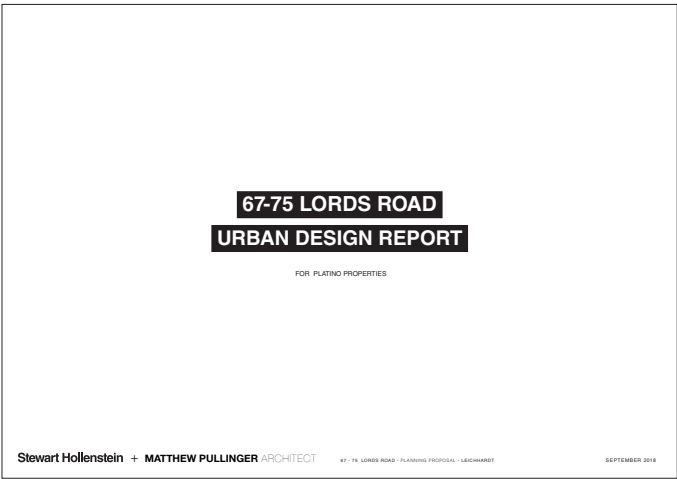 67-75 LORDS ROAD
URBAN DESIGN REPORT
FOR PLATINO PROPERTIES
Stewart Hollenstein + MATTHEW PULLINGER ARCHITECT 67 - 75 LORDS ROAD - PLANNING PROPOSAL - LEICHHARDT SEPTEMBER 2018